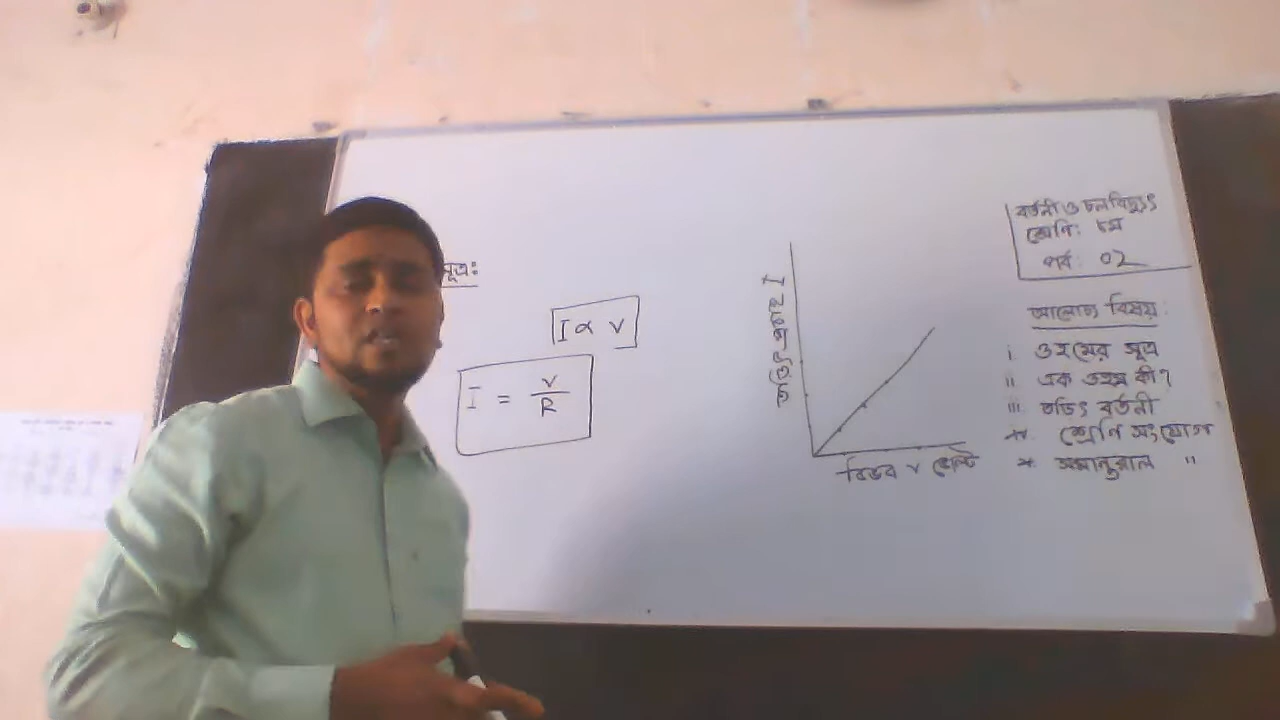 সূত্র:
I ∝ V
I = V/R
তড়িৎ প্রবাহ I
বিভব V ভোল্ট
বর্তনী ও চলবিদ্যুৎ
শ্রেণি: ৮ম
পর্ব: ০২
আলোচ্য বিষয়:
i ওহমের সূত্র
ii এক ওহম কী?
iii তড়িৎ বর্তনী
* শ্রেণি সংযোগ
* সমান্তরাল "